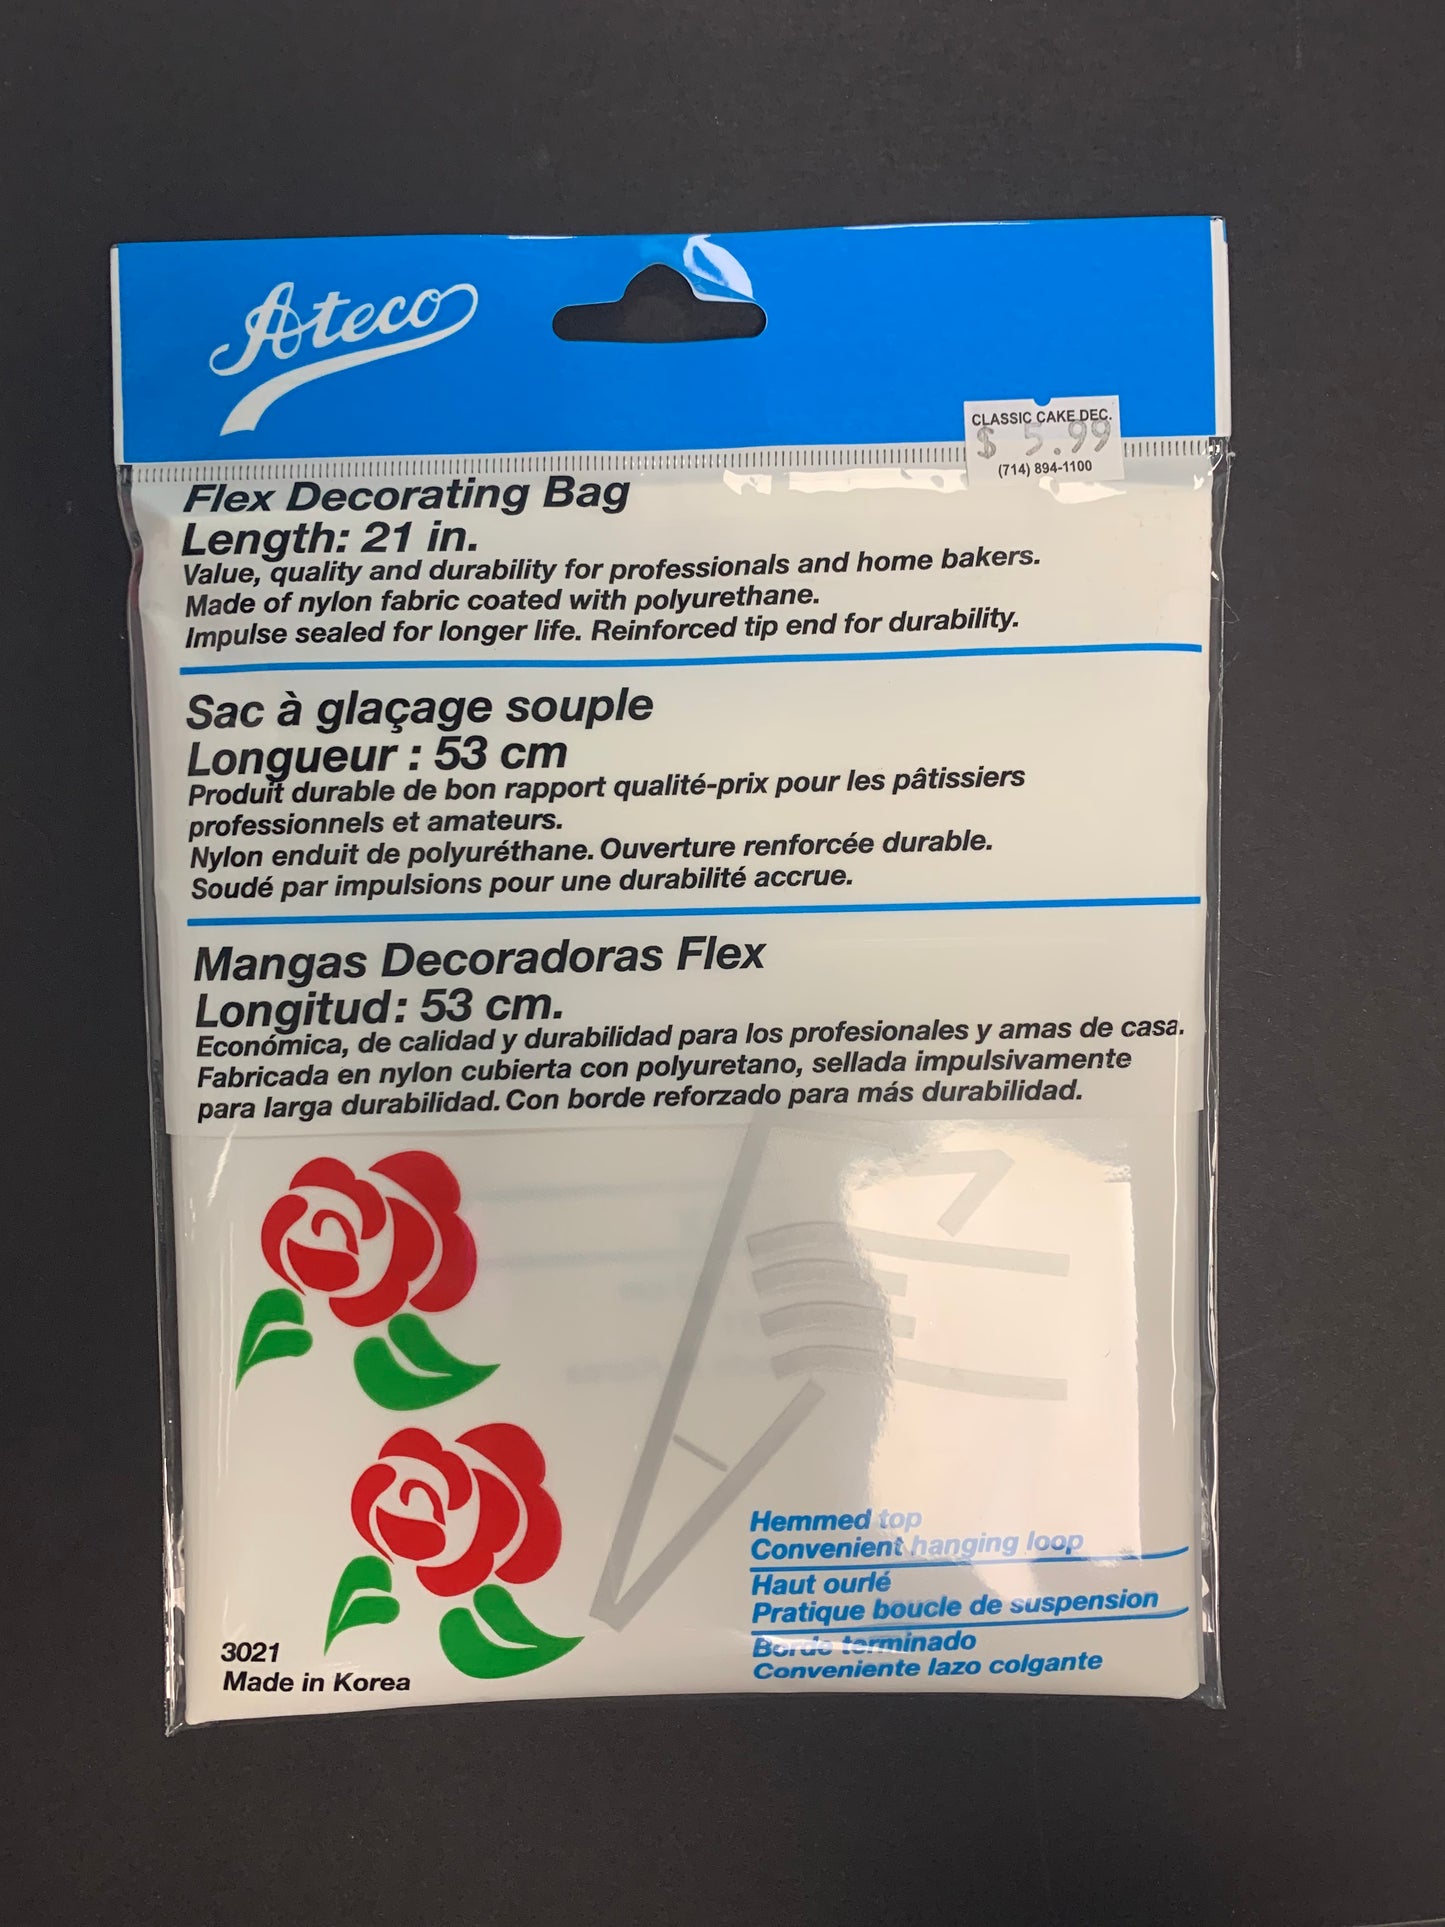 Ateco
CLASSIC CAKE DEC.
$ 5.99
(714) 894-1100
Flex Decorating Bag
Length: 21 in.
Value, quality and durability for professionals and home bakers.
Made of nylon fabric coated with polyurethane.
Impulse sealed for longer life. Reinforced tip end for durability.
Sac à glaçage souple
Longueur : 53 cm
Produit durable de bon rapport qualité-prix pour les pâtissiers
professionnels et amateurs.
Nylon enduit de polyuréthane. Ouverture renforcée durable.
Soudé par impulsions pour une durabilité accrue.
Mangas Decoradoras Flex
Longitud: 53 cm.
Económica, de calidad y durabilidad para los profesionales y amas de casa.
Fabricada en nylon cubierta con polyuretano, sellada impulsivamente
para larga durabilidad. Con borde reforzado para más durabilidad.
Hemmed top
Convenient hanging loop
Haut ourlé
Pratique boucle de suspension
Borde terminado
Conveniente lazo colgante
3021
Made in Korea